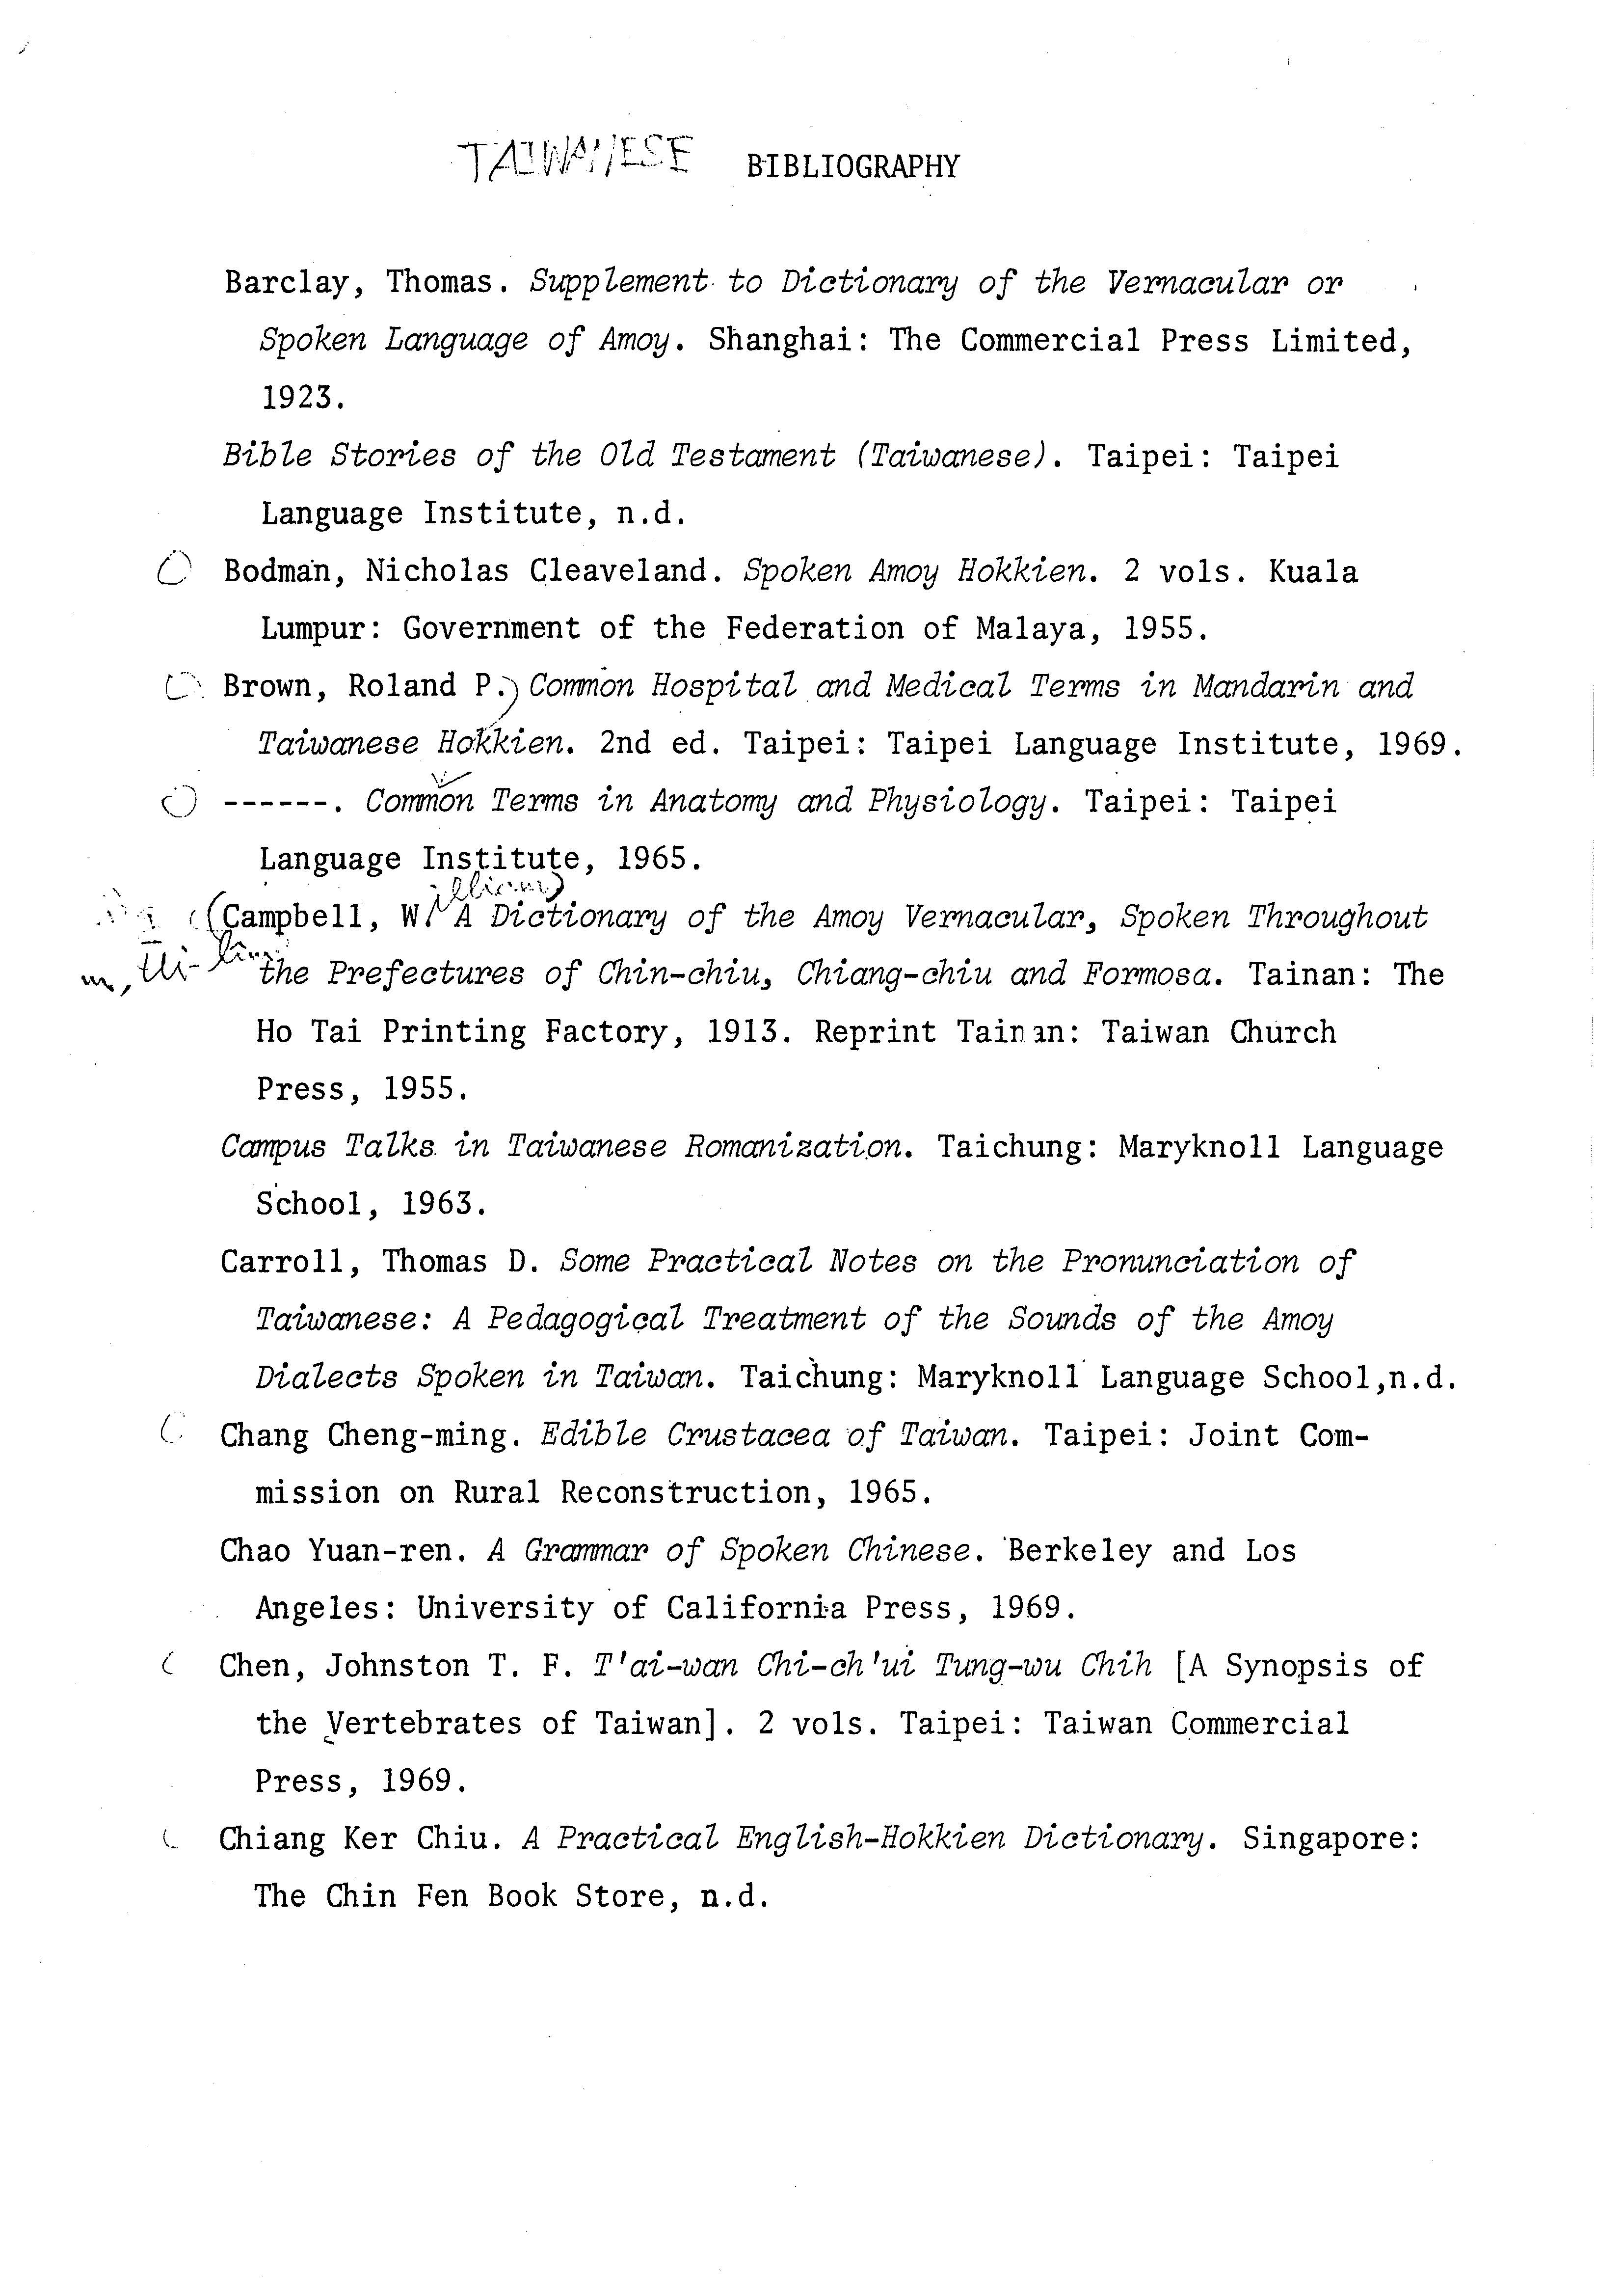 TAIWANESE BIBLIOGRAPHY
Barclay, Thomas. Supplement to Dictionary of the Vernacular or
Spoken Language of Amoy. Shanghai: The Commercial Press Limited,
1923.
Bible Stories of the Old Testament (Taiwanese). Taipei: Taipei
Language Institute, n.d.
Bodman, Nicholas Cleaveland. Spoken Amoy Hokkien. 2 vols. Kuala
Lumpur: Government of the Federation of Malaya, 1955.
Brown, Roland P. Common Hospital and Medical Terms in Mandarin and
Taiwanese Hokkien. 2nd ed. Taipei: Taipei Language Institute, 1969.
------. Common Terms in Anatomy and Physiology. Taipei: Taipei
Language Institute, 1965.
illiam
Campbell, W. A Dictionary of the Amoy Vernacular, Spoken Throughout
the Prefectures of Chin-chiu, Chiang-chiu and Formosa. Tainan: The
Ho Tai Printing Factory, 1913. Reprint Tainan: Taiwan Church
Press, 1955.
Campus Talks in Taiwanese Romanization. Taichung: Maryknoll Language
School, 1963.
Carroll, Thomas D. Some Practical Notes on the Pronunciation of
Taiwanese: A Pedagogical Treatment of the Sounds of the Amoy
Dialects Spoken in Taiwan. Taichung: Maryknoll Language School,n.d.
Chang Cheng-ming. Edible Crustacea of Taiwan. Taipei: Joint Com-
mission on Rural Reconstruction, 1965.
Chao Yuan-ren. A Grammar of Spoken Chinese. Berkeley and Los
Angeles: University of California Press, 1969.
Chen, Johnston T. F. T'ai-wan Chi-ch'ui Tung-wu Chih [A Synopsis of
the Vertebrates of Taiwan]. 2 vols. Taipei: Taiwan Commercial
Press, 1969.
Chiang Ker Chiu. A Practical English-Hokkien Dictionary. Singapore:
The Chin Fen Book Store, n.d.